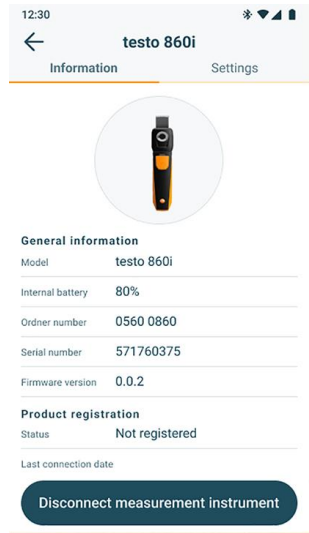 12:30
testo 860i
Information Settings
General information
Model testo 860i
Internal battery 80%
Ordner number 0560 0860
Serial number 571760375
Firmware version 0.0.2
Product registration
Status Not registered
Last connection date
Disconnect measurement instrument